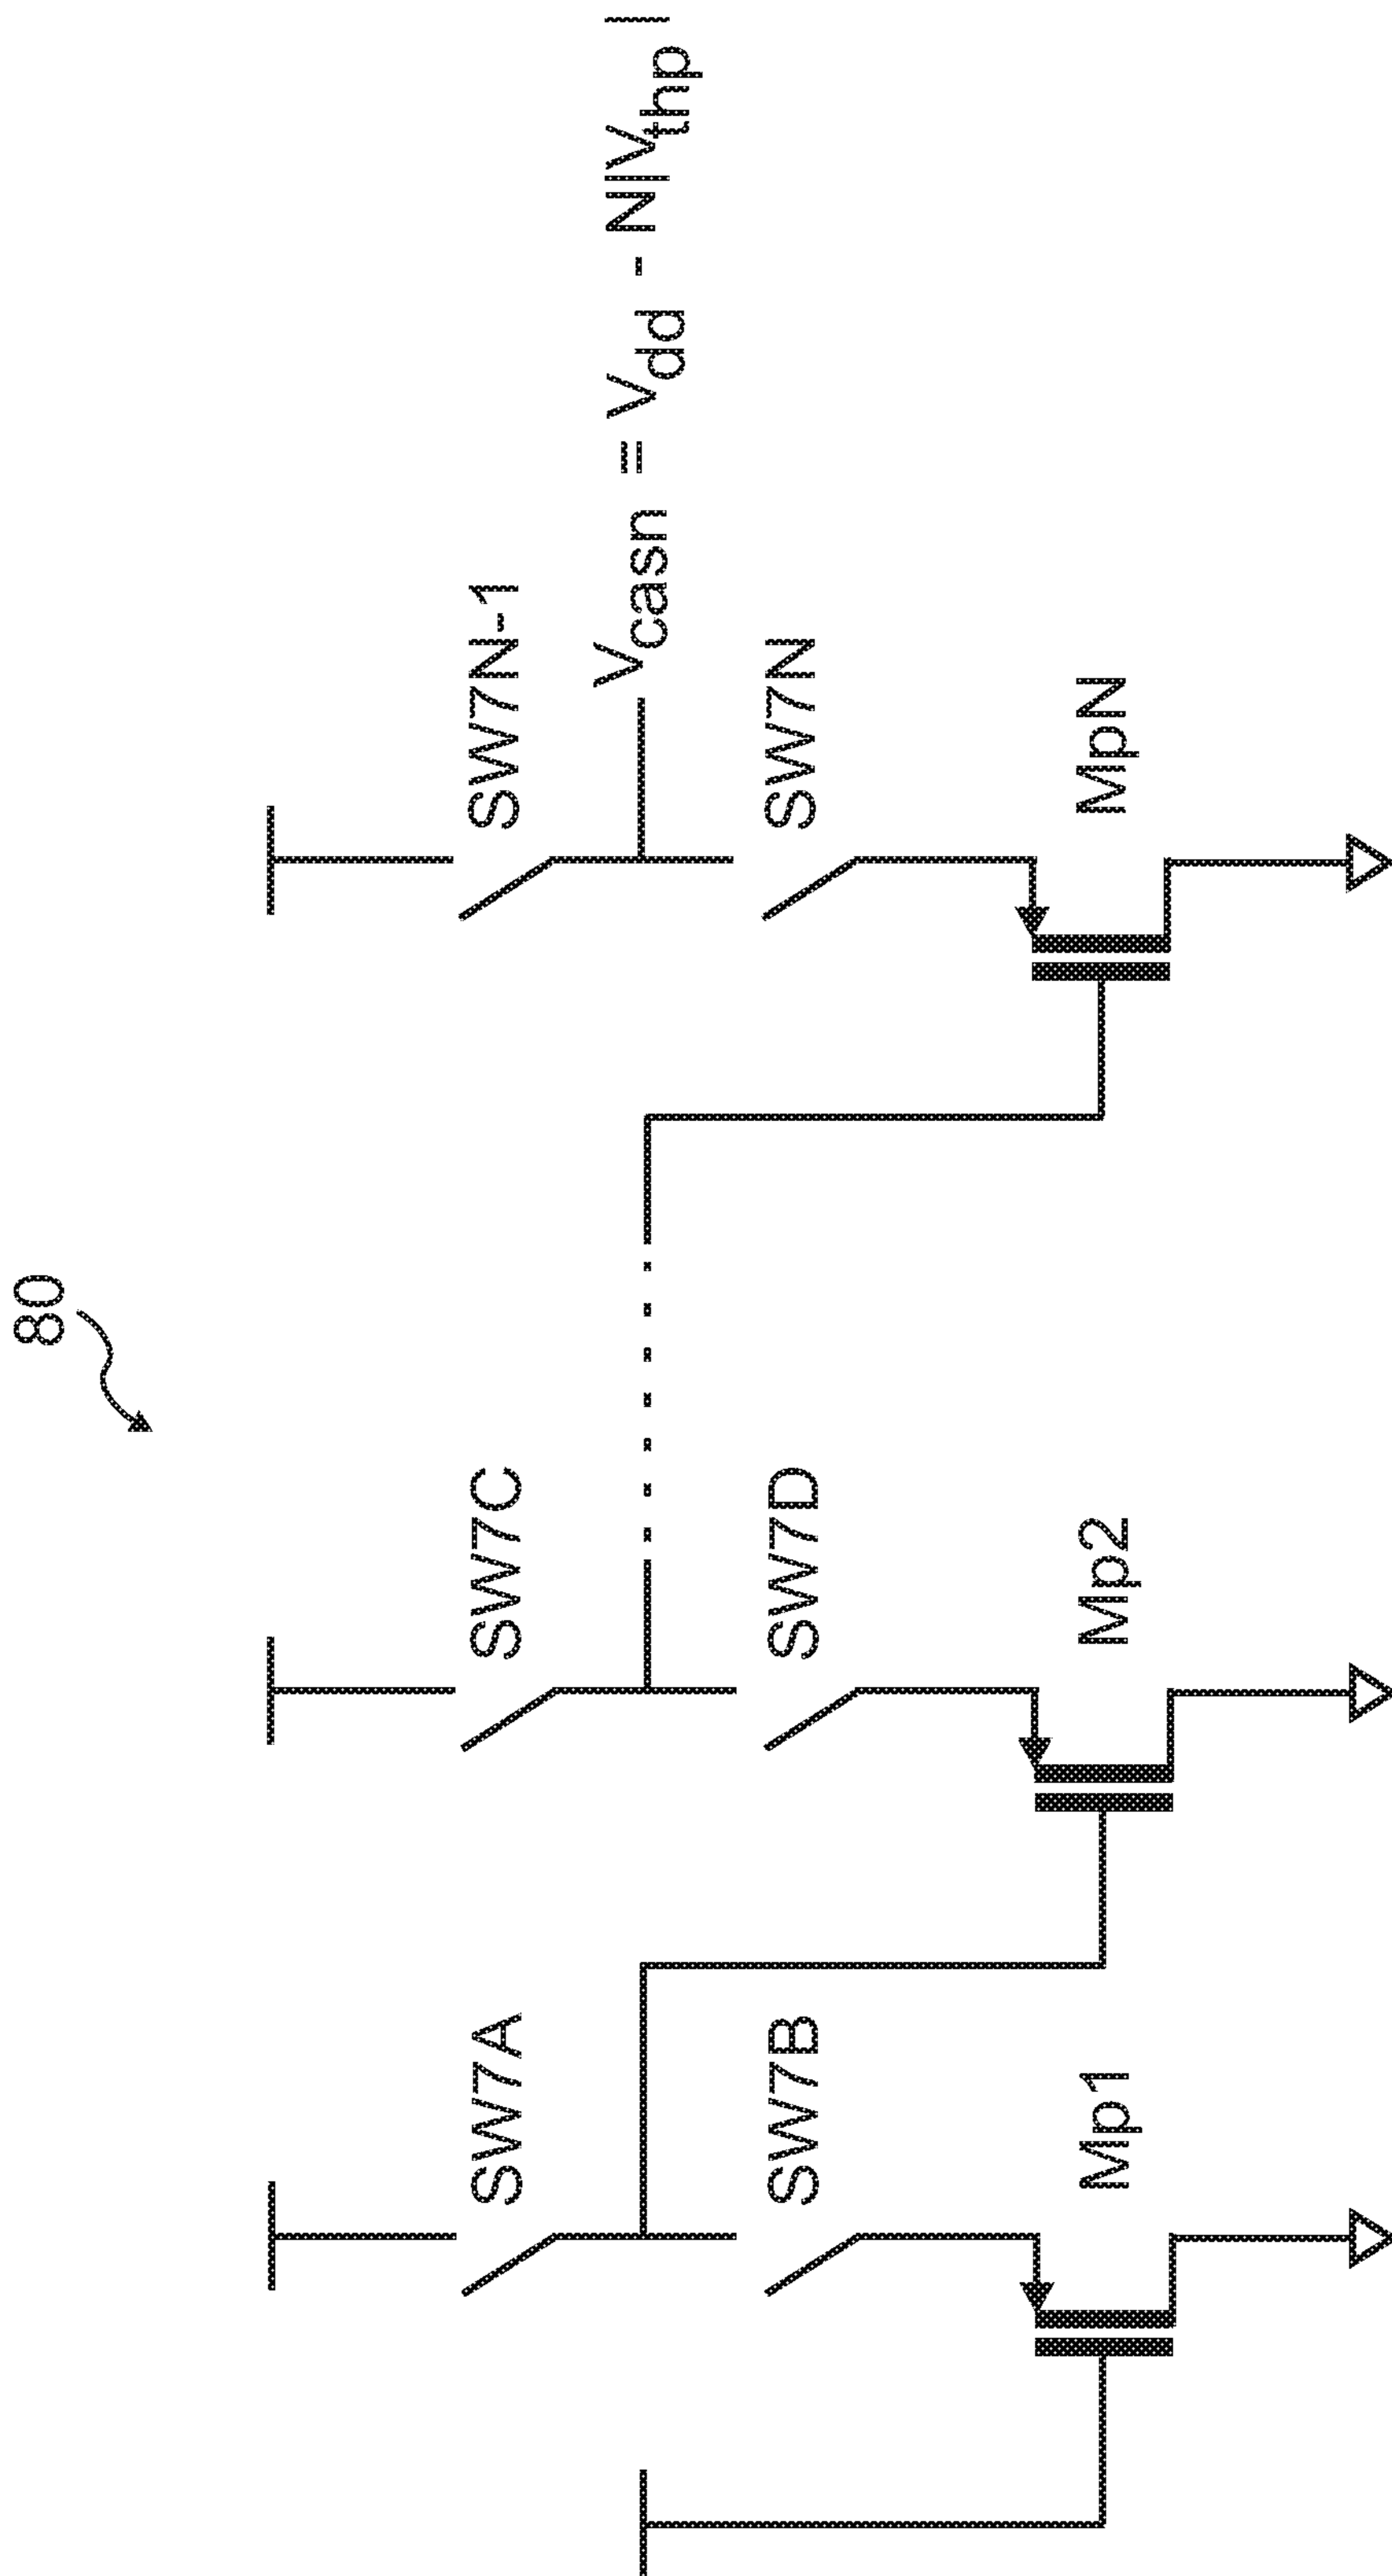 80
SW7A
SW7C
SW7N-1
Vcasn = Vdd - N|Vthp|
SW7B
SW7D
SW7N
Mp1
Mp2
MpN